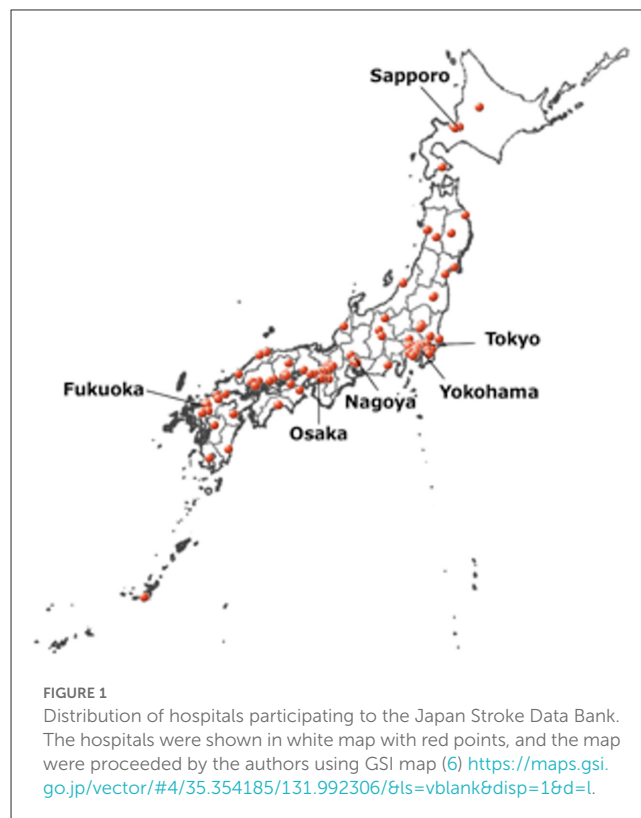 Sapporo
Tokyo
Fukuoka
Yokohama
Nagoya
Osaka
FIGURE 1
Distribution of hospitals participating to the Japan Stroke Data Bank.
The hospitals were shown in white map with red points, and the map
were proceeded by the authors using GSI map (6) https://maps.gsi.
go.jp/vector/#4/35.354185/131.992306/&ls=vblank&disp=1&d=l.